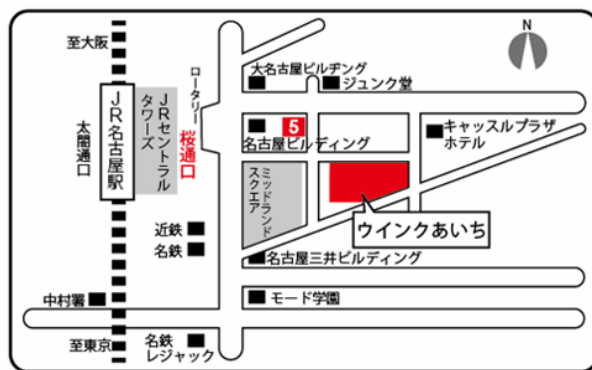 至大阪
N
ロータリー
大名古屋ビルヂング
ジュンク堂
JR名古屋駅
JRセントラル
タワーズ
桜通口
太閤通口
5
名古屋ビルディング
キャッスルプラザ
ホテル
ミッドランド
スクエア
ウインクあいち
近鉄
名鉄
名古屋三井ビルディング
中村署
モード学園
至東京
名鉄
レジャック